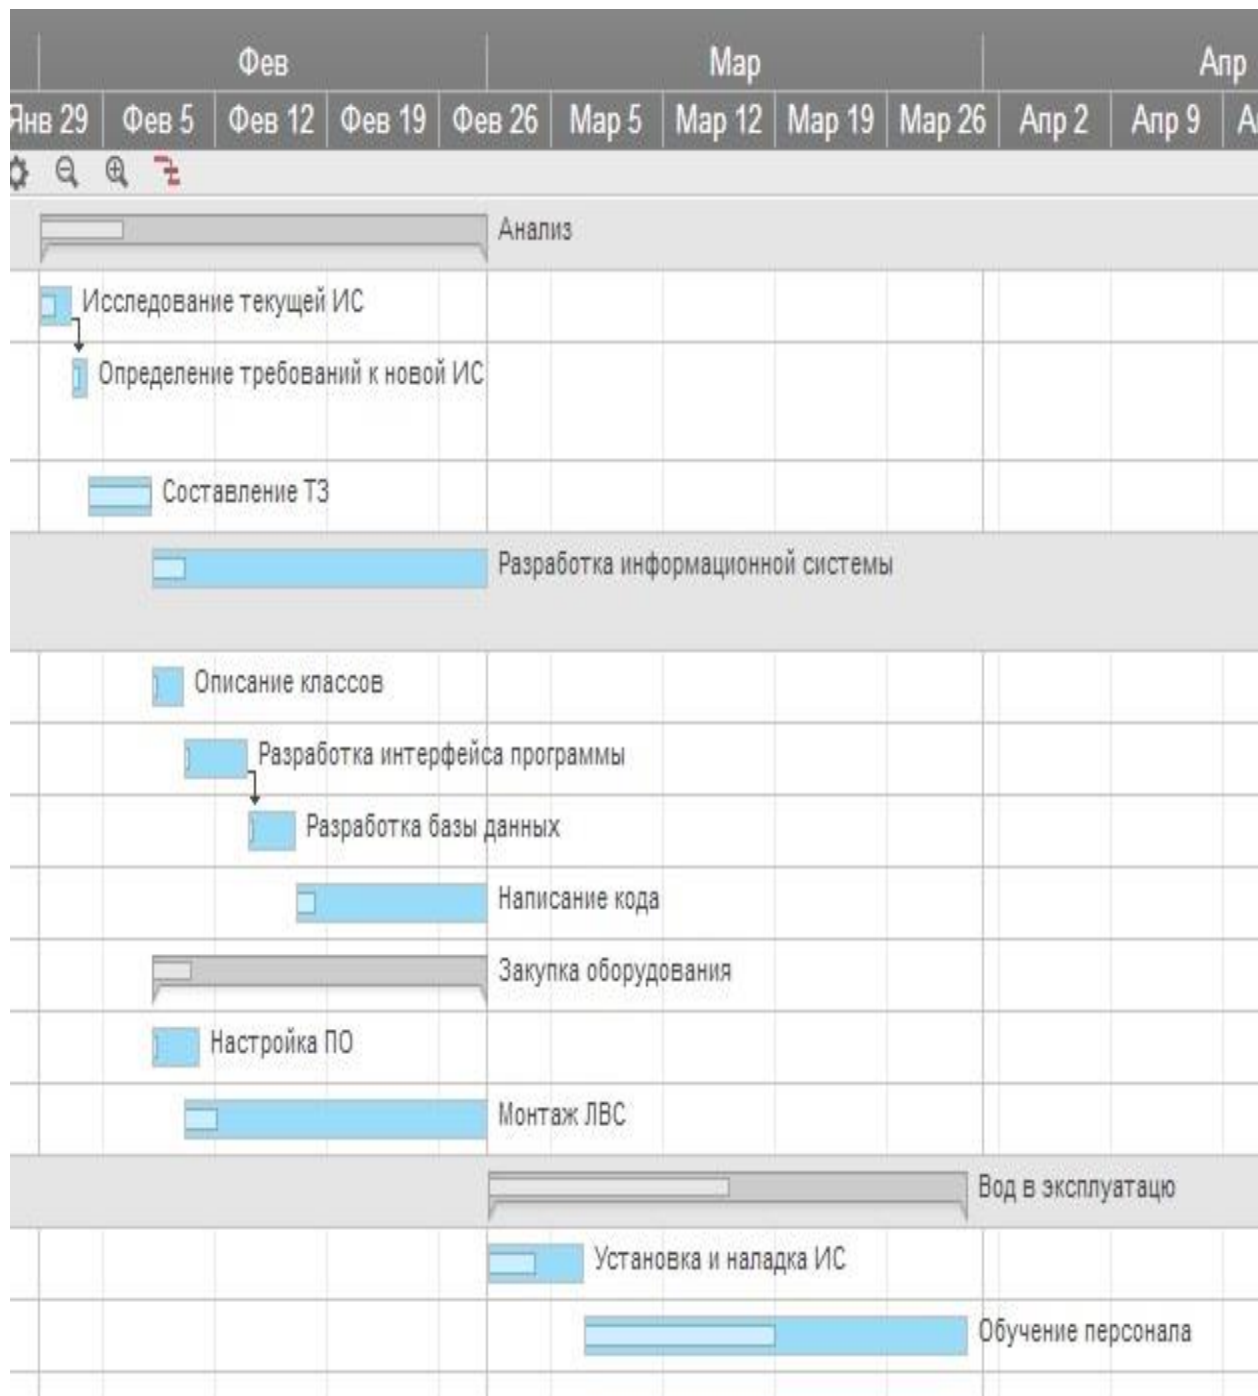 Фев Мар Апр
Янв 29 Фев 5 Фев 12 Фев 19 Фев 26 Мар 5 Мар 12 Мар 19 Мар 26 Апр 2 Апр 9
Анализ
Исследование текущей ИС
Определение требований к новой ИС
Составление ТЗ
Разработка информационной системы
Описание классов
Разработка интерфейса программы
Разработка базы данных
Написание кода
Закупка оборудования
Настройка ПО
Монтаж ЛВС
Вод в эксплуатацю
Установка и наладка ИС
Обучение персонала